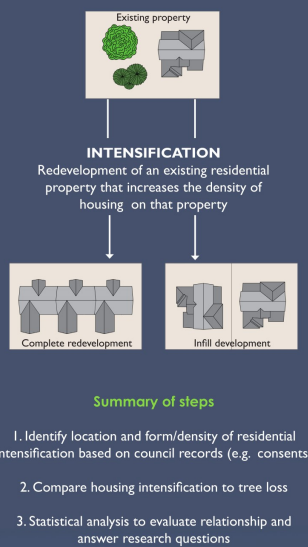 Existing property
INTENSIFICATION
Redevelopment of an existing residential
property that increases the density of
housing on that property
Complete redevelopment
Infill development
Summary of steps
1. Identify location and form/density of residential
intensification based on council records (e.g. consents
2. Compare housing intensification to tree loss
3. Statistical analysis to evaluate relationship and
answer research questions